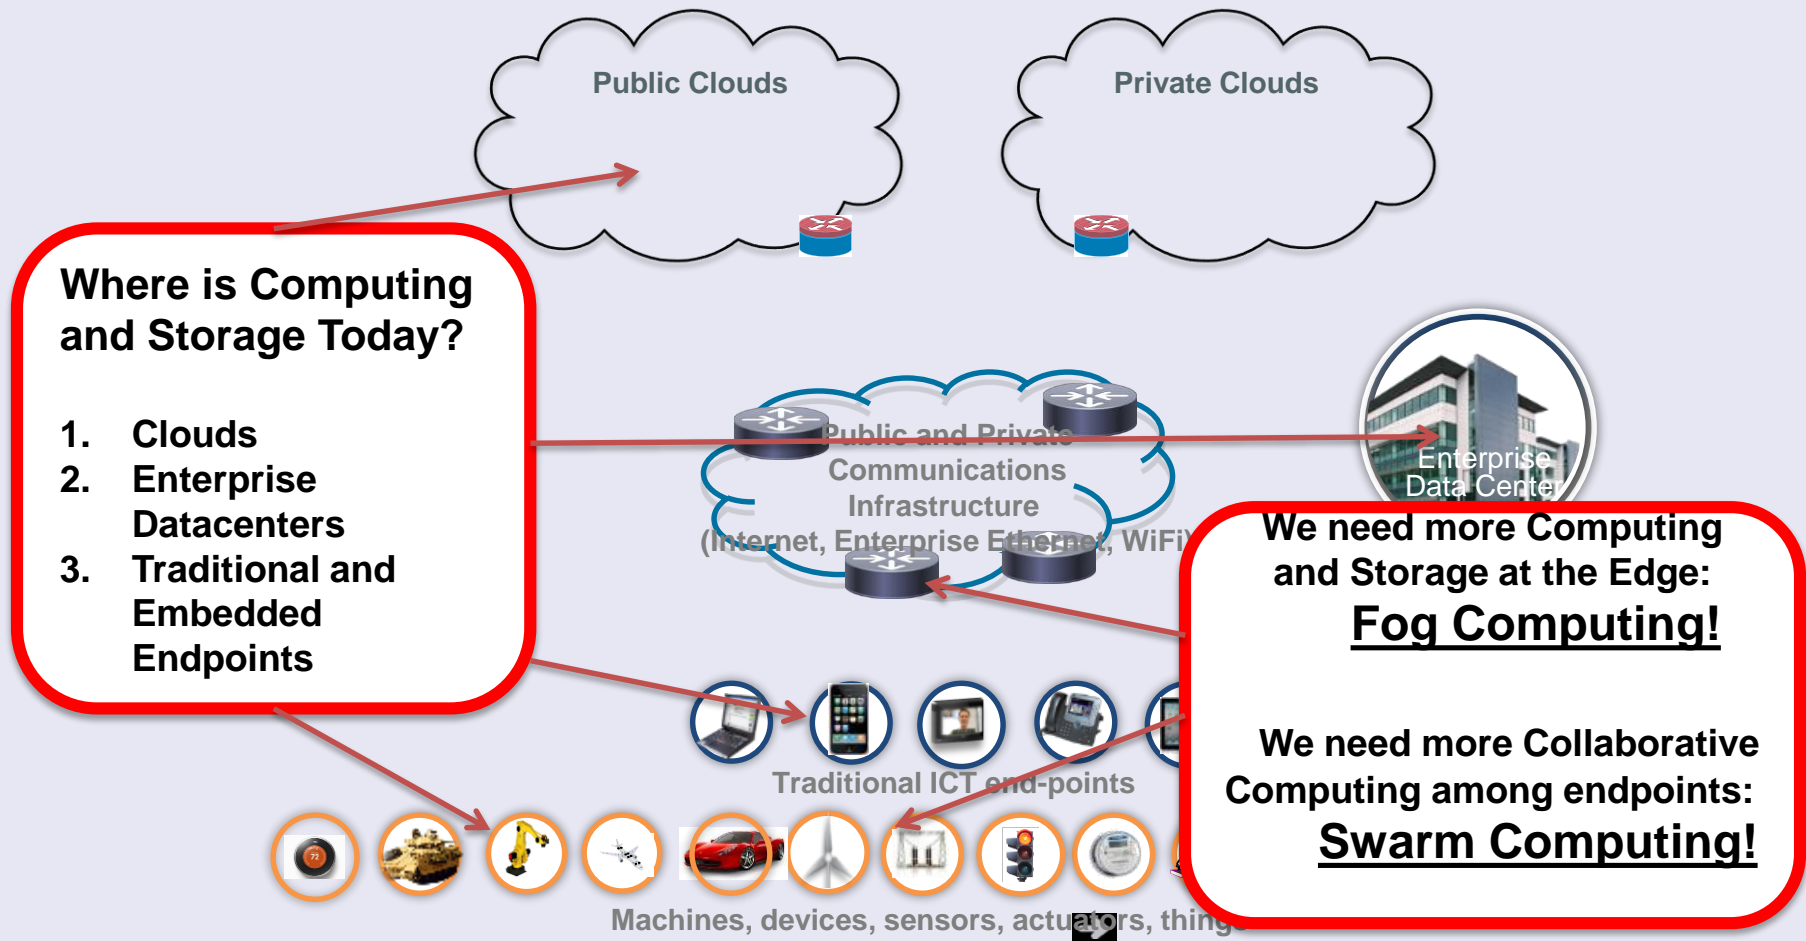 Public Clouds
Private Clouds
Where is Computing
and Storage Today?
1. Clouds
2. Enterprise
Datacenters
3. Traditional and
Embedded
Endpoints
Public and Private
Communications
Infrastructure
(Internet, Enterprise Ethernet, WiFi)
Enterprise
Data Center
We need more Computing
and Storage at the Edge:
Fog Computing!
We need more Collaborative
Computing among endpoints:
Swarm Computing!
Traditional ICT end-points
72
Machines, devices, sensors, actuators, things